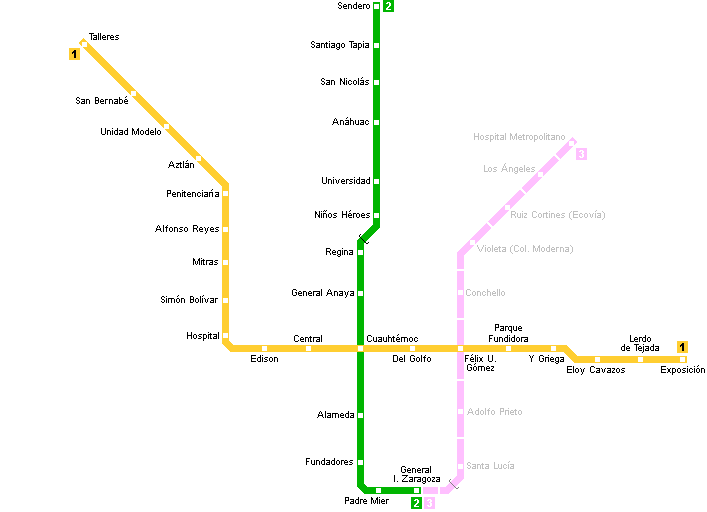 Sendero
2
Talleres
1
Santiago Tapia
San Nicolás
San Bernabé
Anáhuac
Unidad Modelo
Hospital Metropolitano
3
Aztlán
Los Ángeles
Universidad
Penitenciaría
Niños Héroes
Ruiz Cortines (Ecovía)
Alfonso Reyes
Regina
Violeta (Col. Moderna)
Mitras
General Anaya
Conchello
Simón Bolívar
Hospital
Central
Cuauhtémoc
Parque
Fundidora
Lerdo
de Tejada
1
Edison
Del Golfo
Félix U.
Gómez
Y Griega
Eloy Cavazos
Exposición
Alameda
Adolfo Prieto
Fundadores
General
I. Zaragoza
Santa Lucía
Padre Mier
2
3